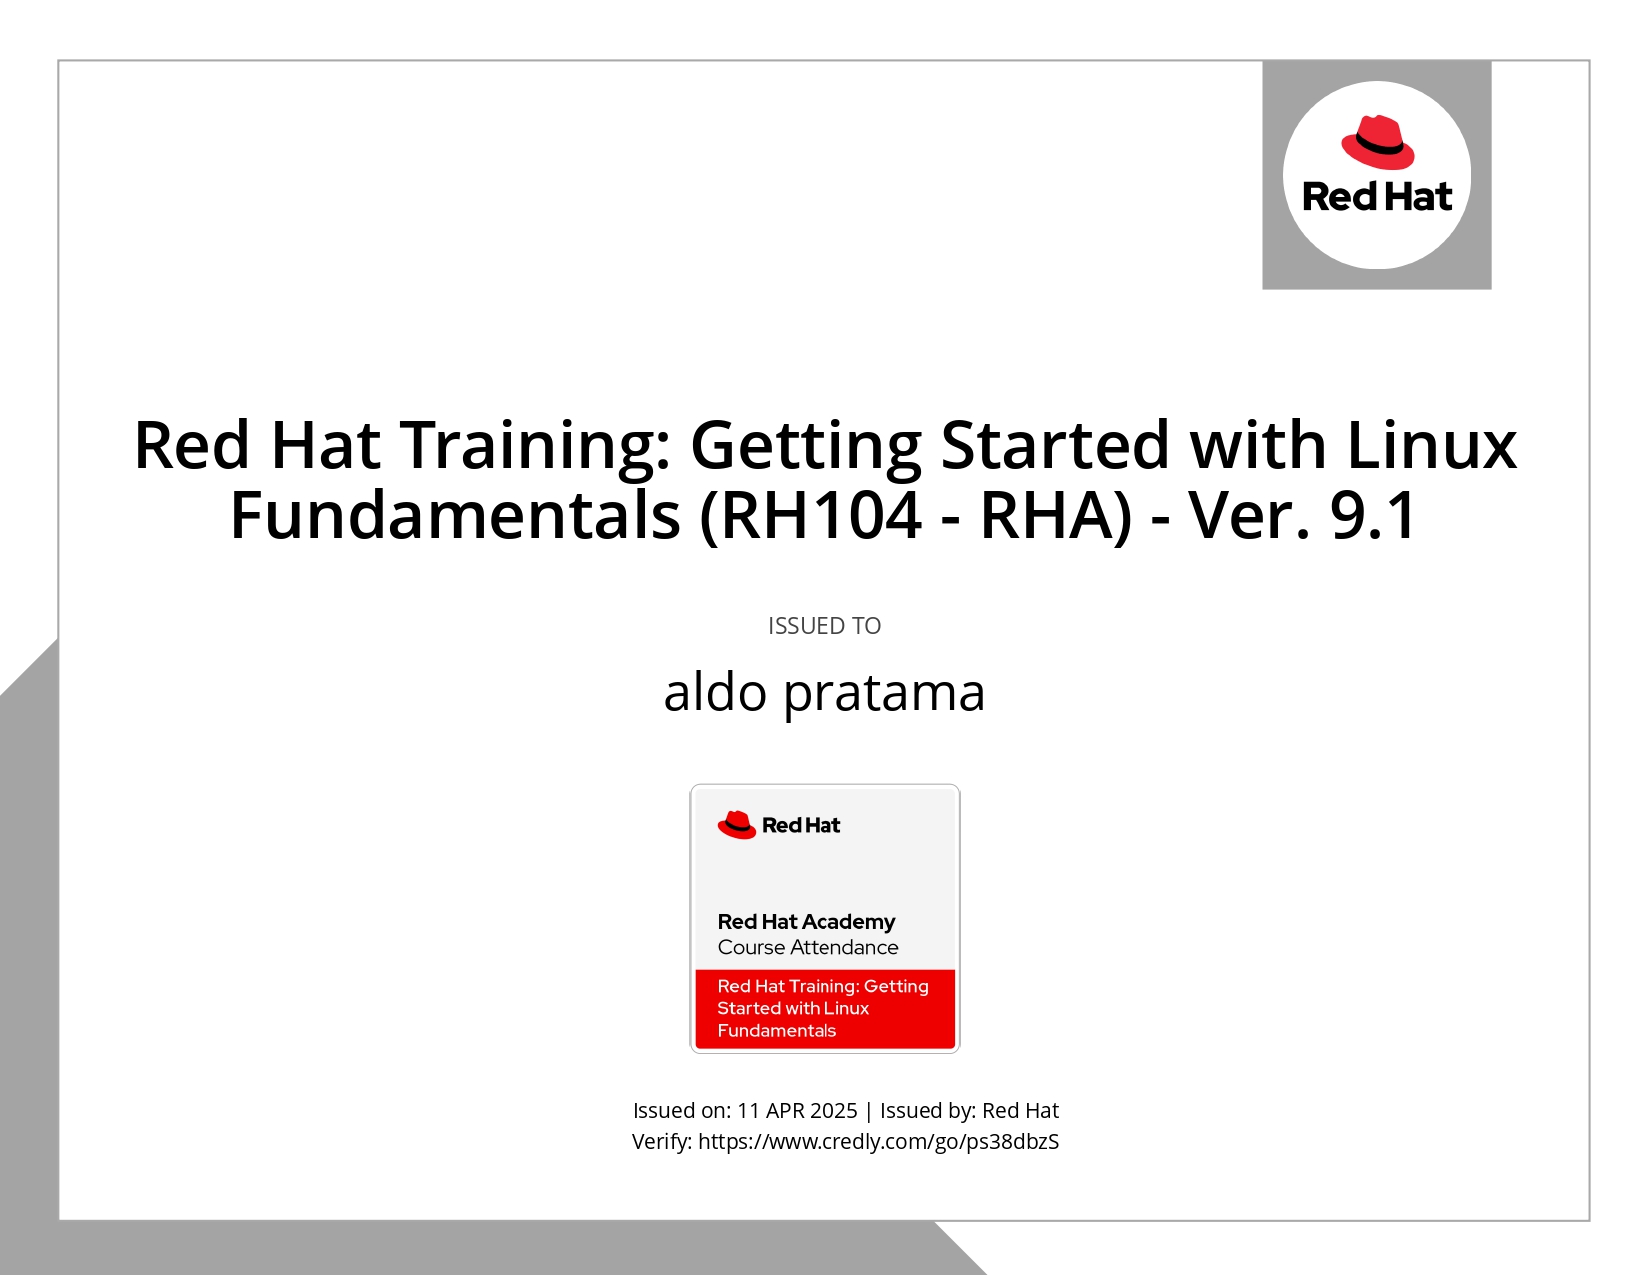 Red Hat
Red Hat Training: Getting Started with Linux
Fundamentals (RH104 - RHA) - Ver. 9.1
ISSUED TO
aldo pratama
Red Hat
Red Hat Academy
Course Attendance
Red Hat Training: Getting
Started with Linux
Fundamentals
Issued on: 11 APR 2025 | Issued by: Red Hat
Verify: https://www.credly.com/go/ps38dbzS